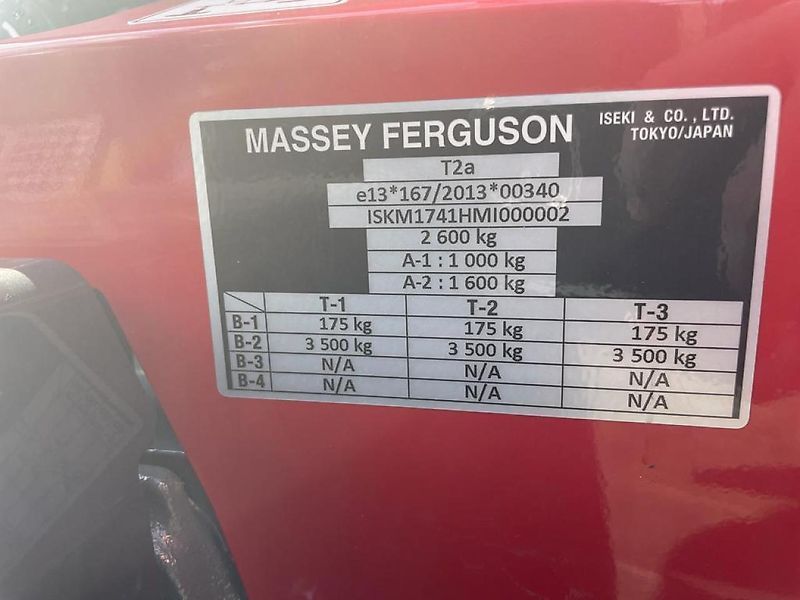 MASSEY FERGUSON
ISEKI & CO., LTD.
TOKYO/JAPAN
T2a
e13*167/2013*00340
ISKM1741HMI000002
2 600 kg
A-1 : 1 000 kg
A-2 : 1 600 kg
T-1 T-2 T-3
B-1 175 kg 175 kg 175 kg
B-2 3 500 kg 3 500 kg 3 500 kg
B-3 N/A N/A N/A
B-4 N/A N/A N/A